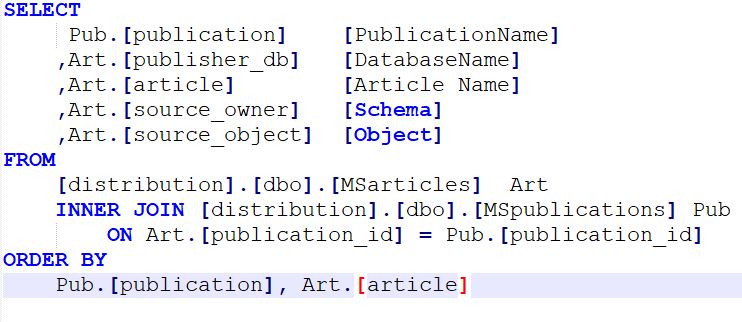 SELECT
Pub.[publication] [PublicationName]
,Art.[publisher_db] [DatabaseName]
,Art.[article] [Article Name]
,Art.[source_owner] [Schema]
,Art.[source_object] [Object]
FROM
[distribution].[dbo].[MSarticles] Art
INNER JOIN [distribution].[dbo].[MSpublications] Pub
ON Art.[publication_id] = Pub.[publication_id]
ORDER BY
Pub.[publication], Art.[article]